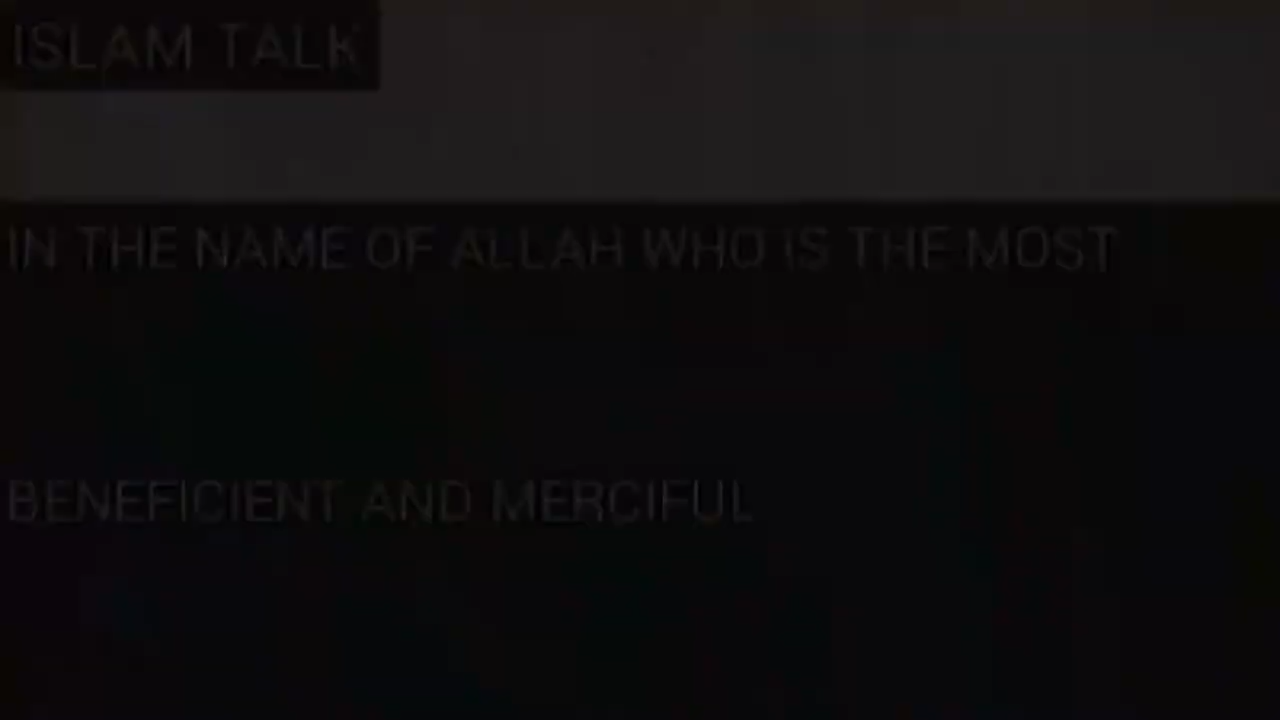 ISLAM TALK
IN THE NAME OF ALLAH WHO IS THE MOST
BENEFICIENT AND MERCIFUL